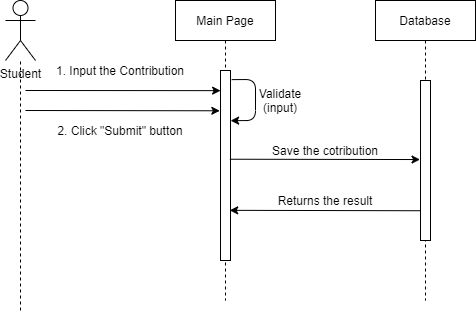 Main Page
Database
Student
1. Input the Contribution
Validate
(input)
2. Click "Submit" button
Save the cotribution
Returns the result